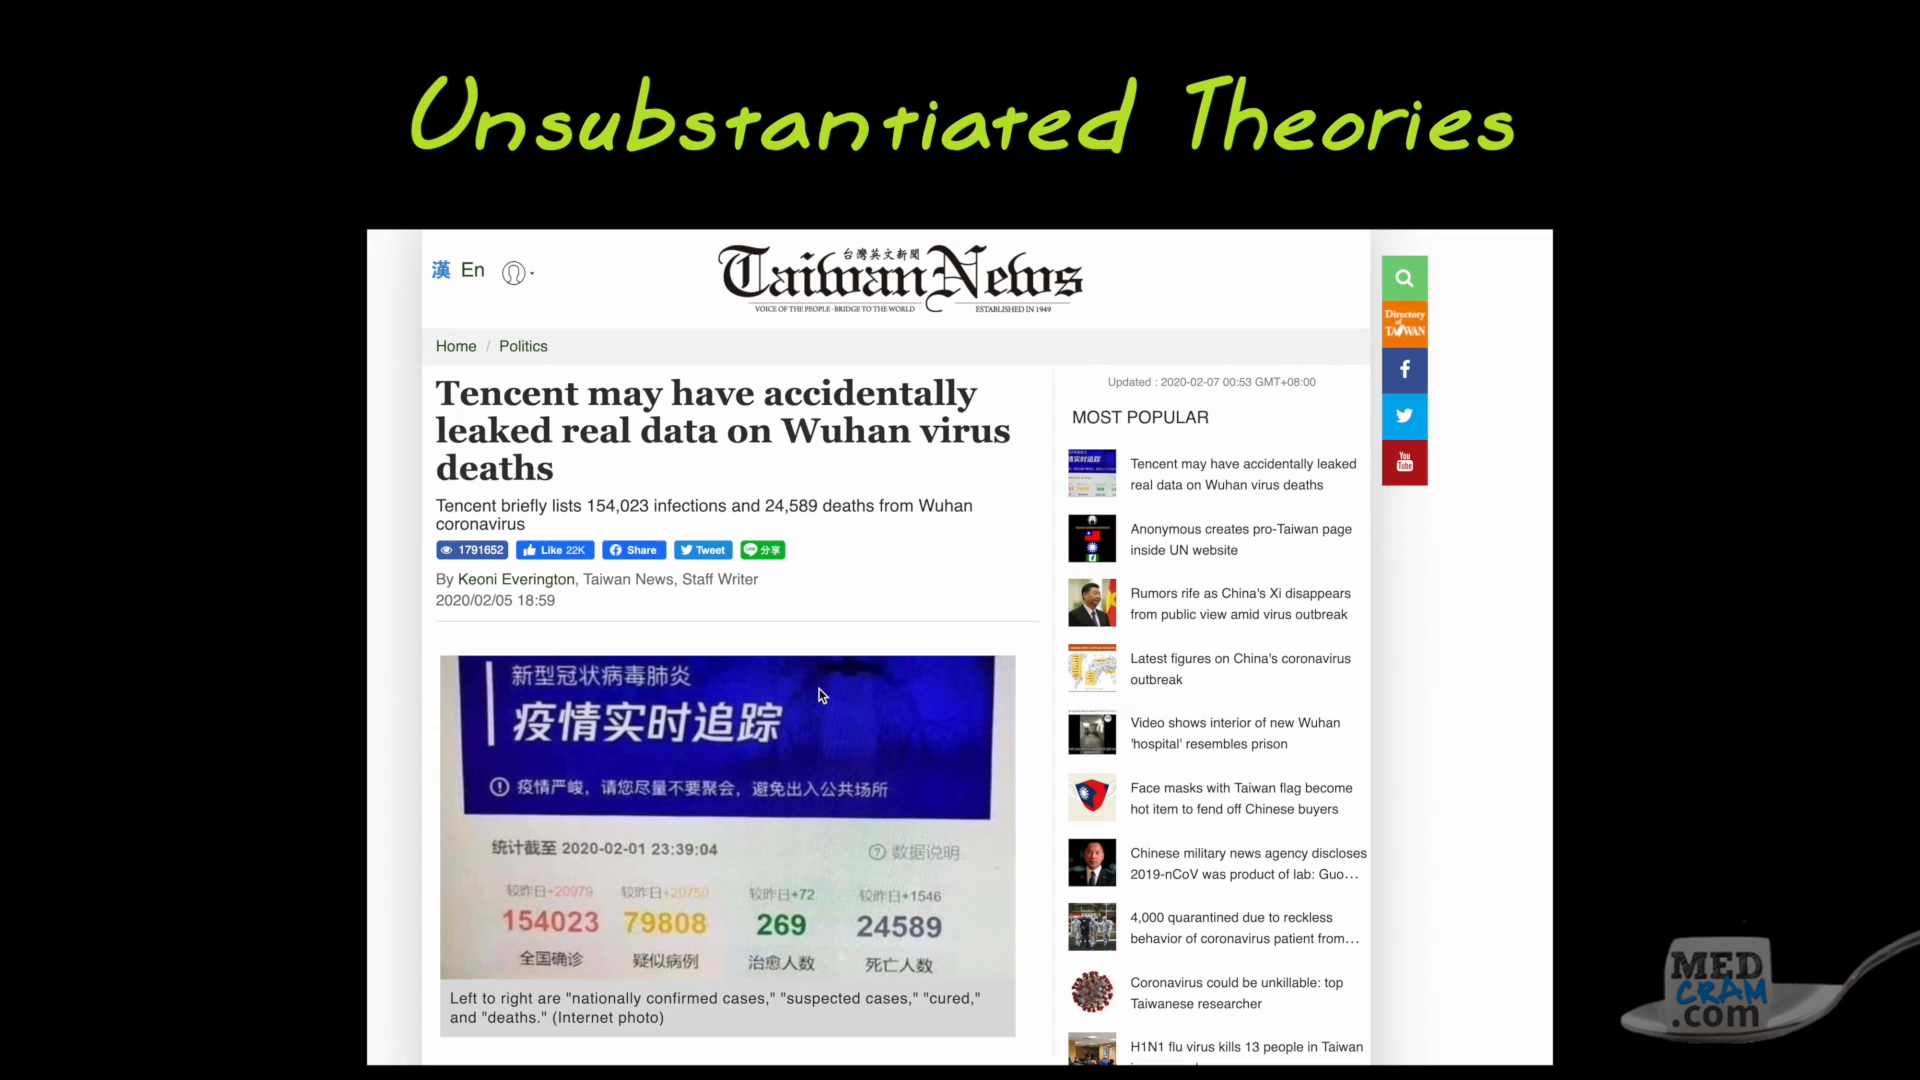 Unsubstantiated Theories
漢 En
台灣英文新聞
Taiwan News
VOICE OF THE PEOPLE · BRIDGE TO THE WORLD ESTABLISHED IN 1949
Home / Politics
Tencent may have accidentally
leaked real data on Wuhan virus
deaths
Tencent briefly lists 154,023 infections and 24,589 deaths from Wuhan
coronavirus
1791652 Like 22K Share Tweet LINE 分享
By Keoni Everington, Taiwan News, Staff Writer
2020/02/05 18:59
新型冠状病毒肺炎
疫情实时追踪
疫情严峻，请您尽量不要聚会，避免出入公共场所
统计截至 2020-02-01 23:39:04 ? 数据说明
较昨日+20979 较昨日+20750 较昨日+72 较昨日+1546
154023 79808 269 24589
全国确诊 疑似病例 治愈人数 死亡人数
Left to right are "nationally confirmed cases," "suspected cases," "cured,"
and "deaths." (Internet photo)
Updated : 2020-02-07 00:53 GMT+08:00
MOST POPULAR
Tencent may have accidentally leaked
real data on Wuhan virus deaths
Anonymous creates pro-Taiwan page
inside UN website
Rumors rife as China's Xi disappears
from public view amid virus outbreak
Latest figures on China's coronavirus
outbreak
Video shows interior of new Wuhan
'hospital' resembles prison
Face masks with Taiwan flag become
hot item to fend off Chinese buyers
Chinese military news agency discloses
2019-nCoV was product of lab: Guo…
4,000 quarantined due to reckless
behavior of coronavirus patient from…
Coronavirus could be unkillable: top
Taiwanese researcher
H1N1 flu virus kills 13 people in Taiwan
Directory
of
TAIWAN
You
Tube
MED
CRAM
.com